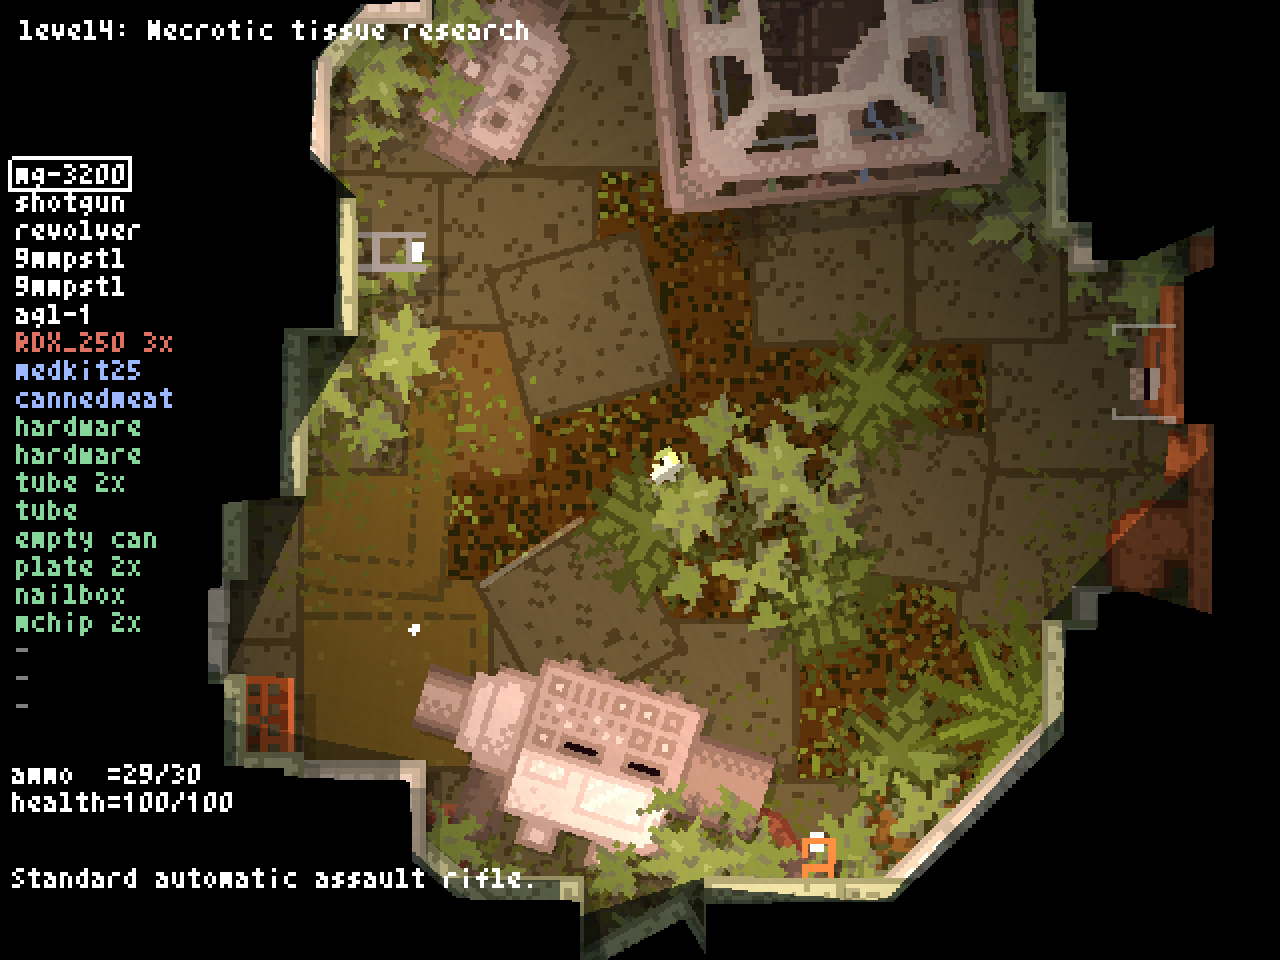 level4: Necrotic tissue research
mg-3200
shotgun
revolver
9mmpstl
9mmpstl
agl-1
RDX_250 3x
medkit25
cannedmeat
hardware
hardware
tube 2x
tube
empty can
plate 2x
nailbox
mchip 2x
-
-
-
ammo =29/30
health=100/100
Standard automatic assault rifle.